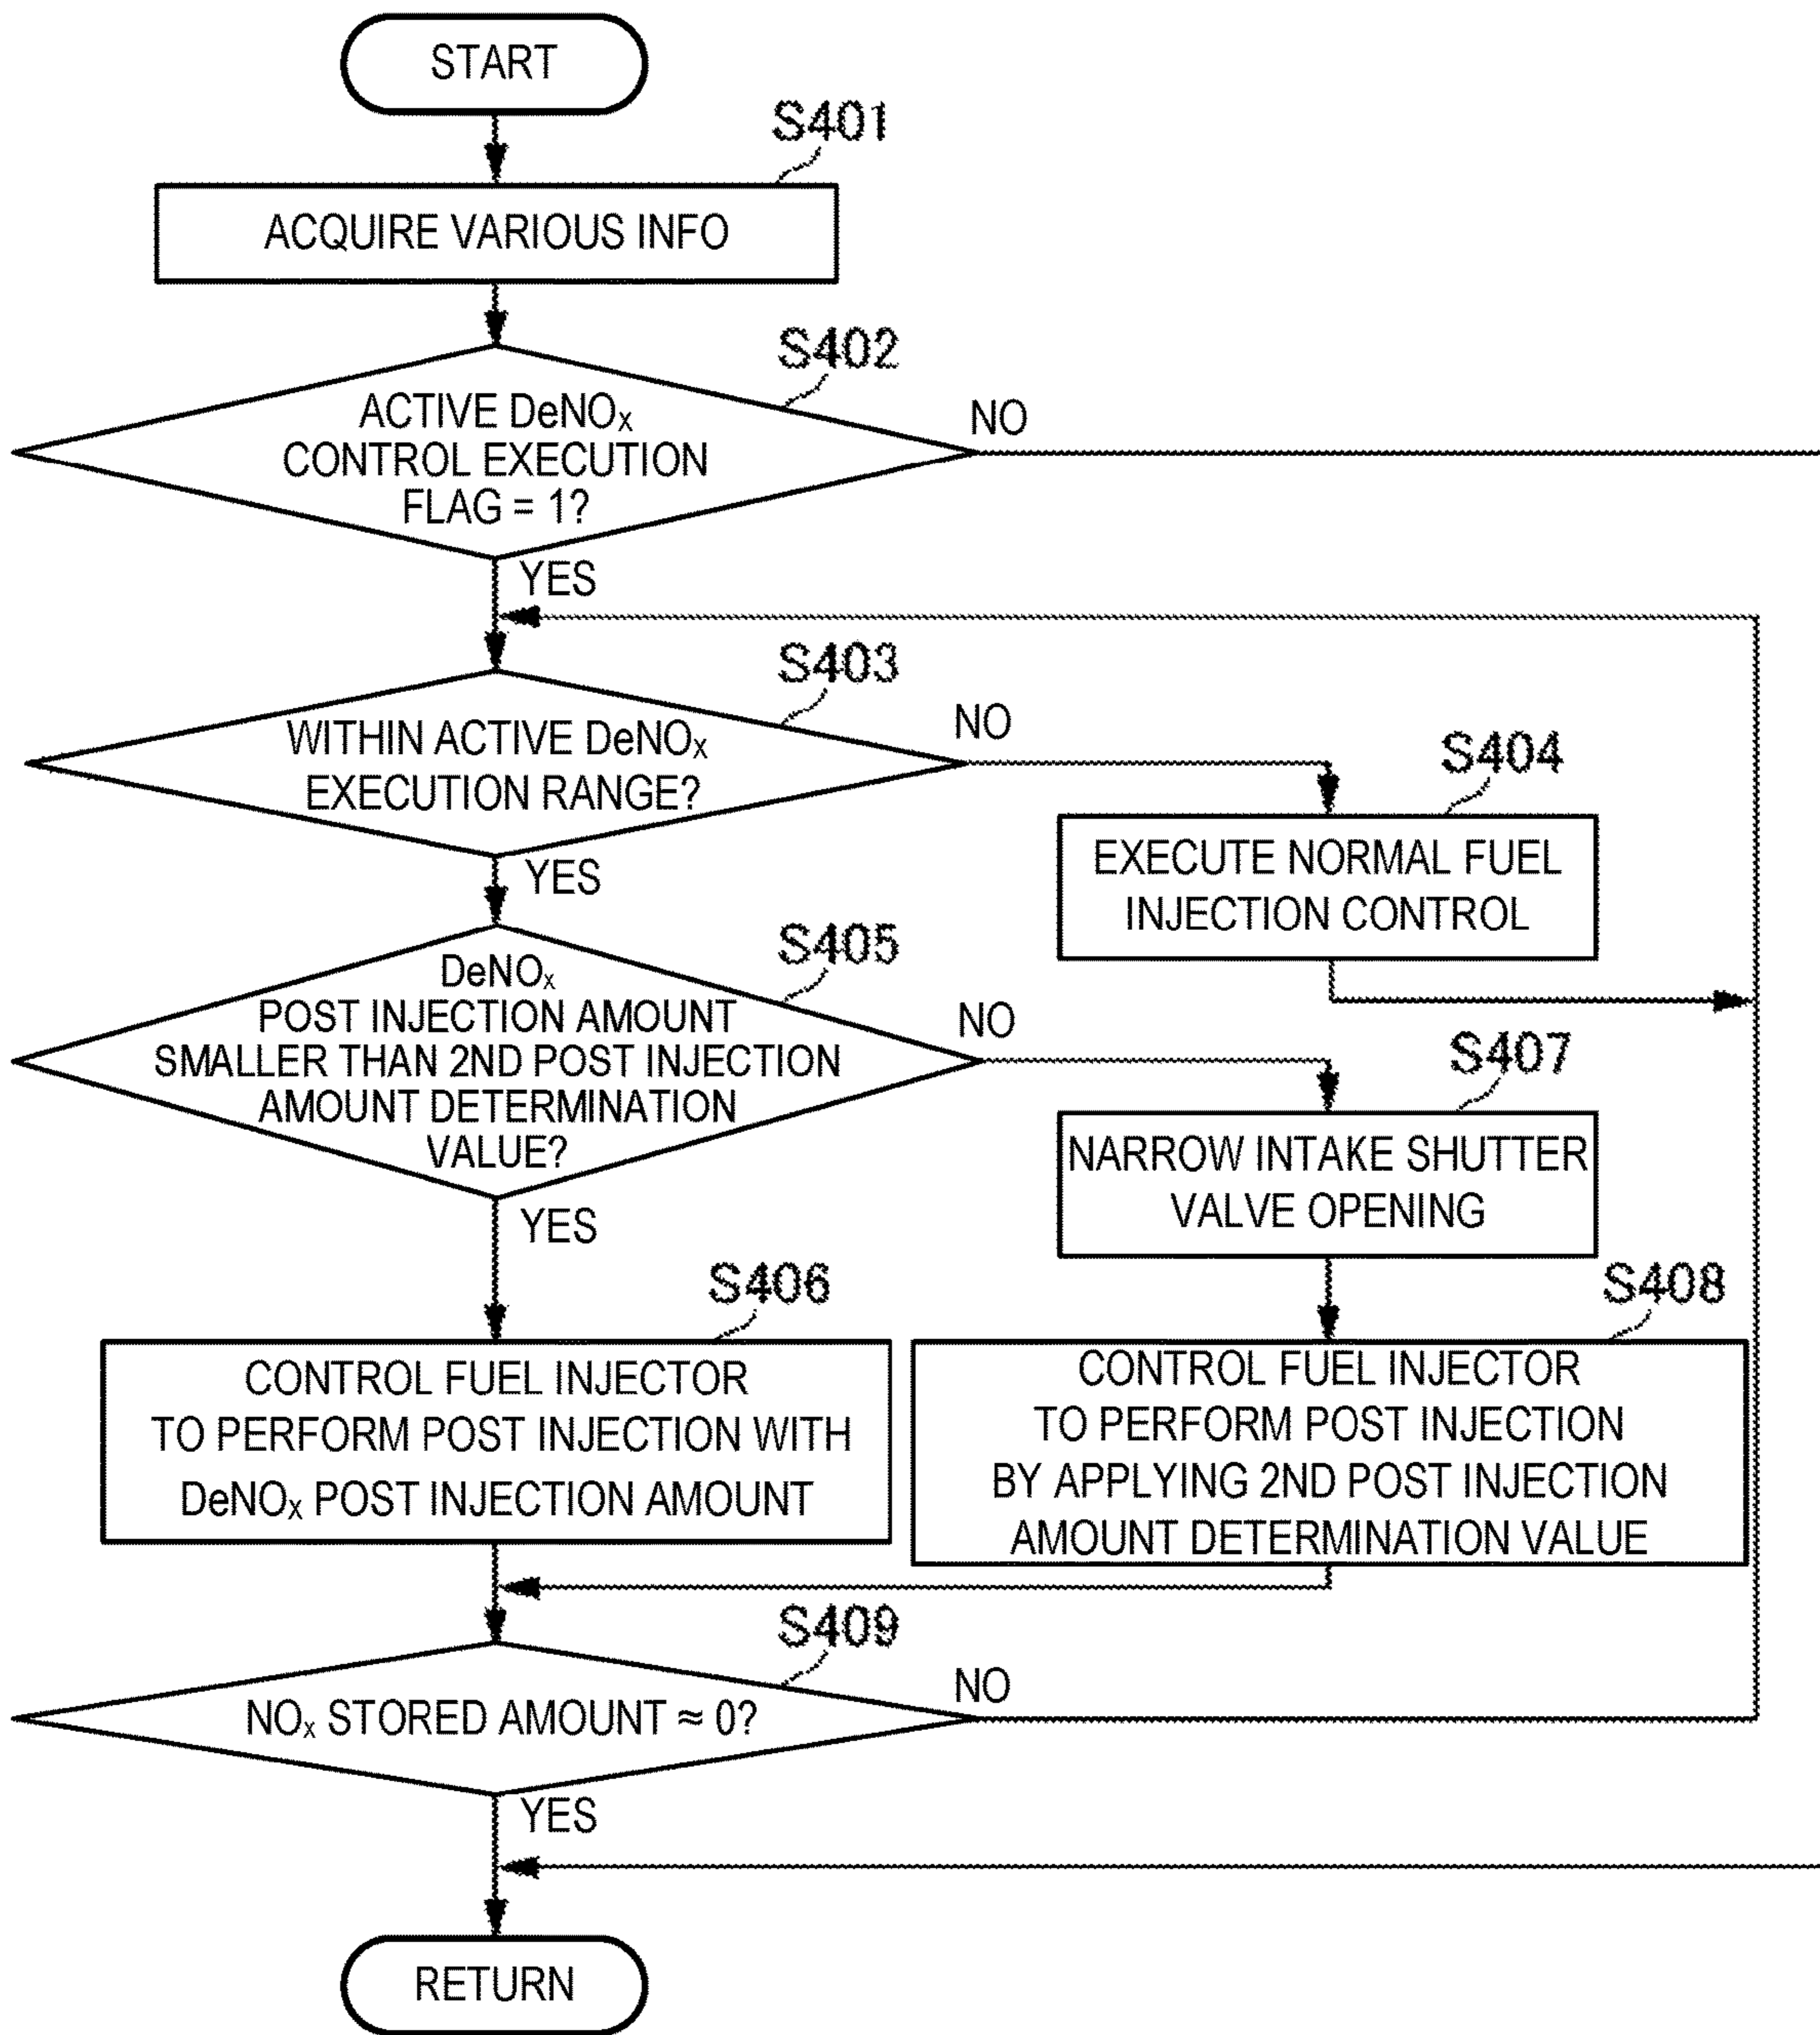 START
S401
ACQUIRE VARIOUS INFO
S402
ACTIVE DeNOₓ
CONTROL EXECUTION
FLAG = 1?
NO
YES
S403
WITHIN ACTIVE DeNOₓ
EXECUTION RANGE?
NO
YES
S404
EXECUTE NORMAL FUEL
INJECTION CONTROL
S405
DeNOₓ
POST INJECTION AMOUNT
SMALLER THAN 2ND POST INJECTION
AMOUNT DETERMINATION
VALUE?
NO
YES
S407
NARROW INTAKE SHUTTER
VALVE OPENING
S406
CONTROL FUEL INJECTOR
TO PERFORM POST INJECTION WITH
DeNOₓ POST INJECTION AMOUNT
S408
CONTROL FUEL INJECTOR
TO PERFORM POST INJECTION
BY APPLYING 2ND POST INJECTION
AMOUNT DETERMINATION VALUE
S409
NOₓ STORED AMOUNT ≈ 0?
NO
YES
RETURN